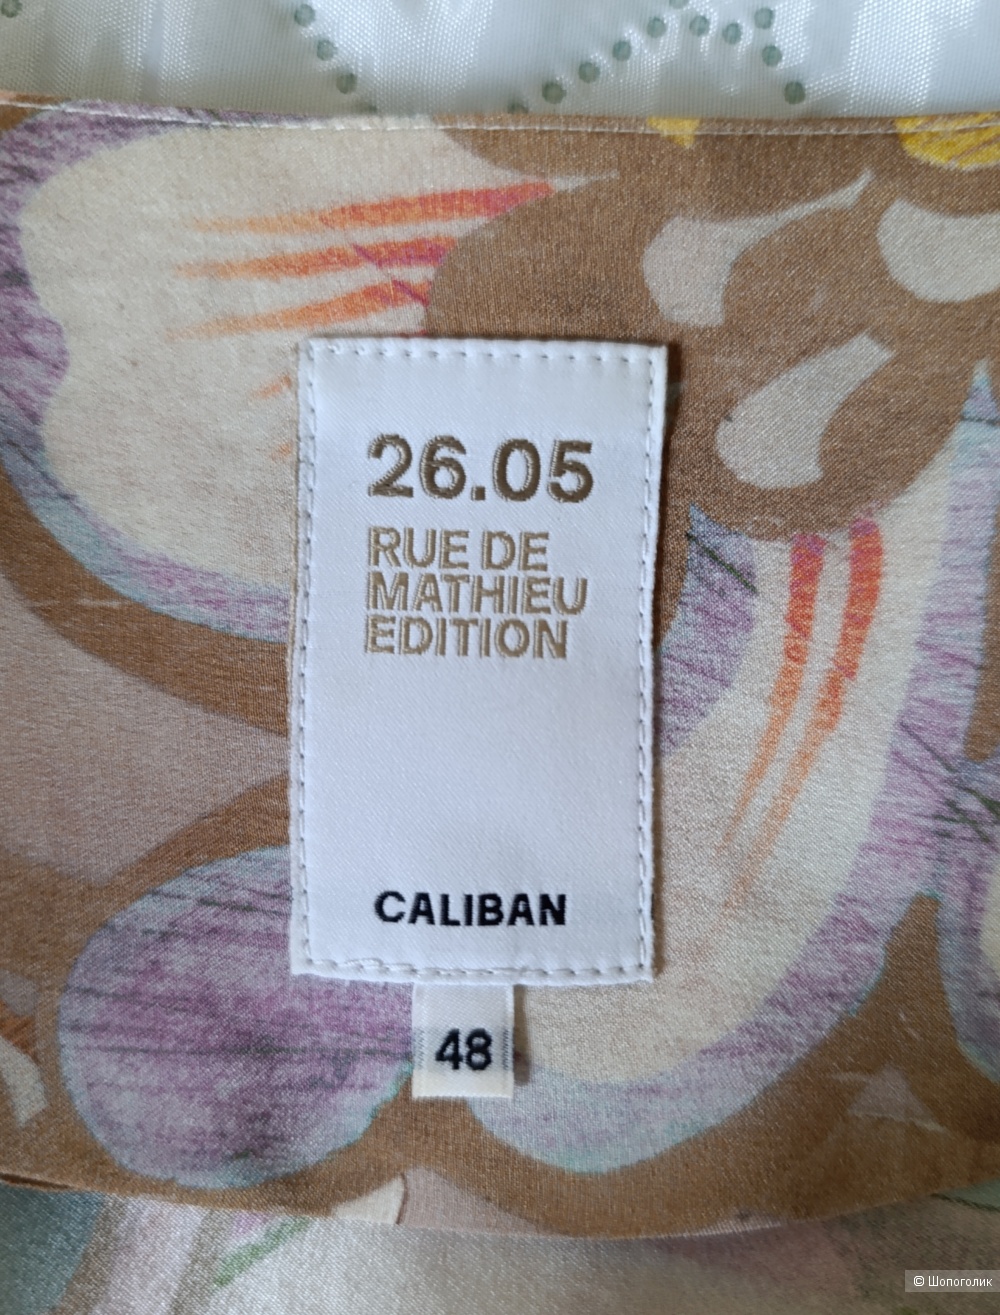 26.05
RUE DE
MATHIEU
EDITION
CALIBAN
48
© Шопоголик